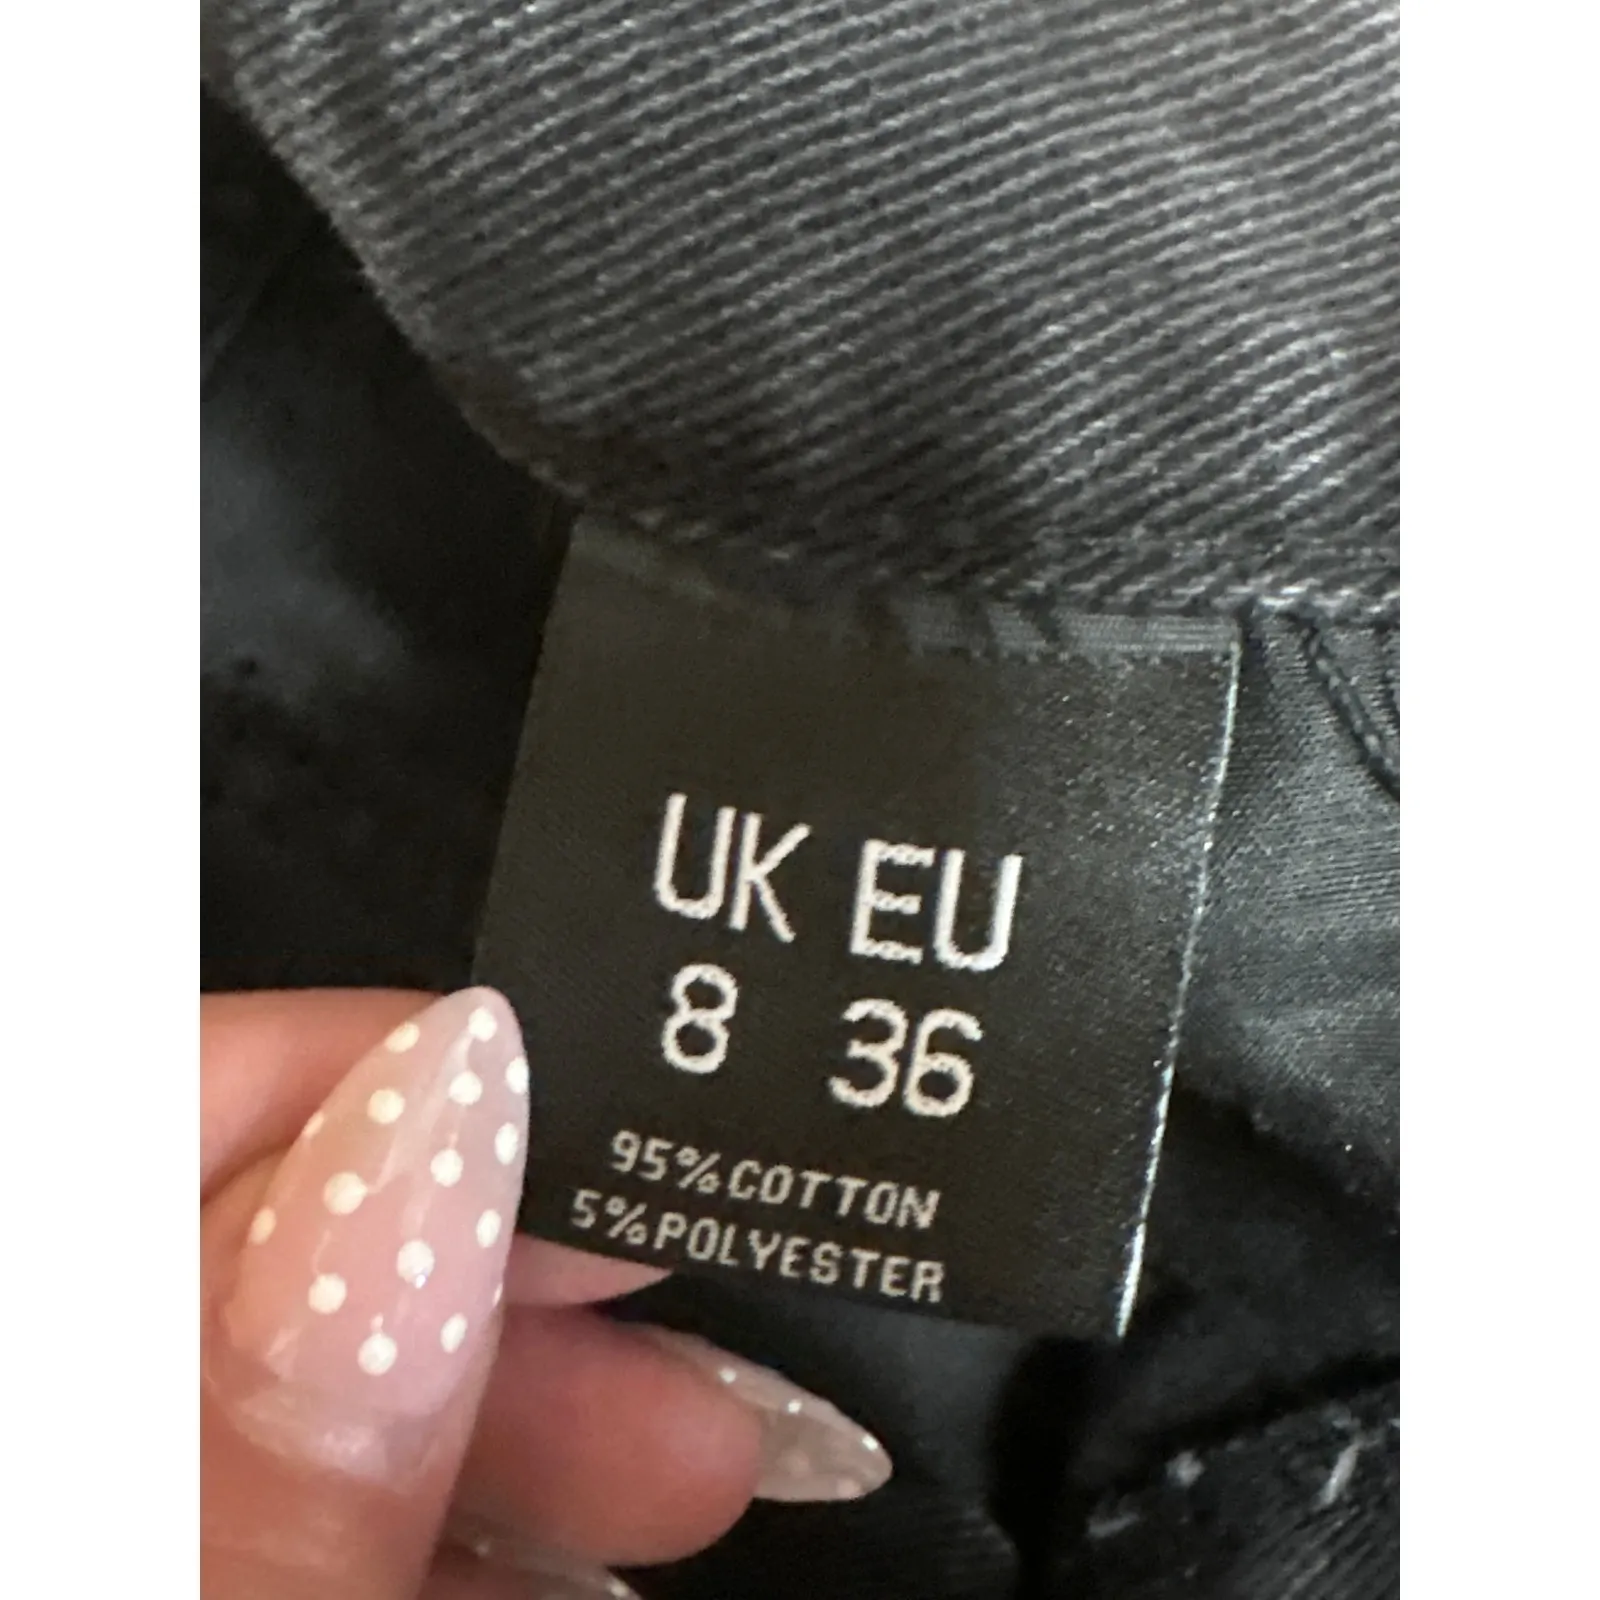 UK EU
8 36
95%COTTON
5%POLYESTER